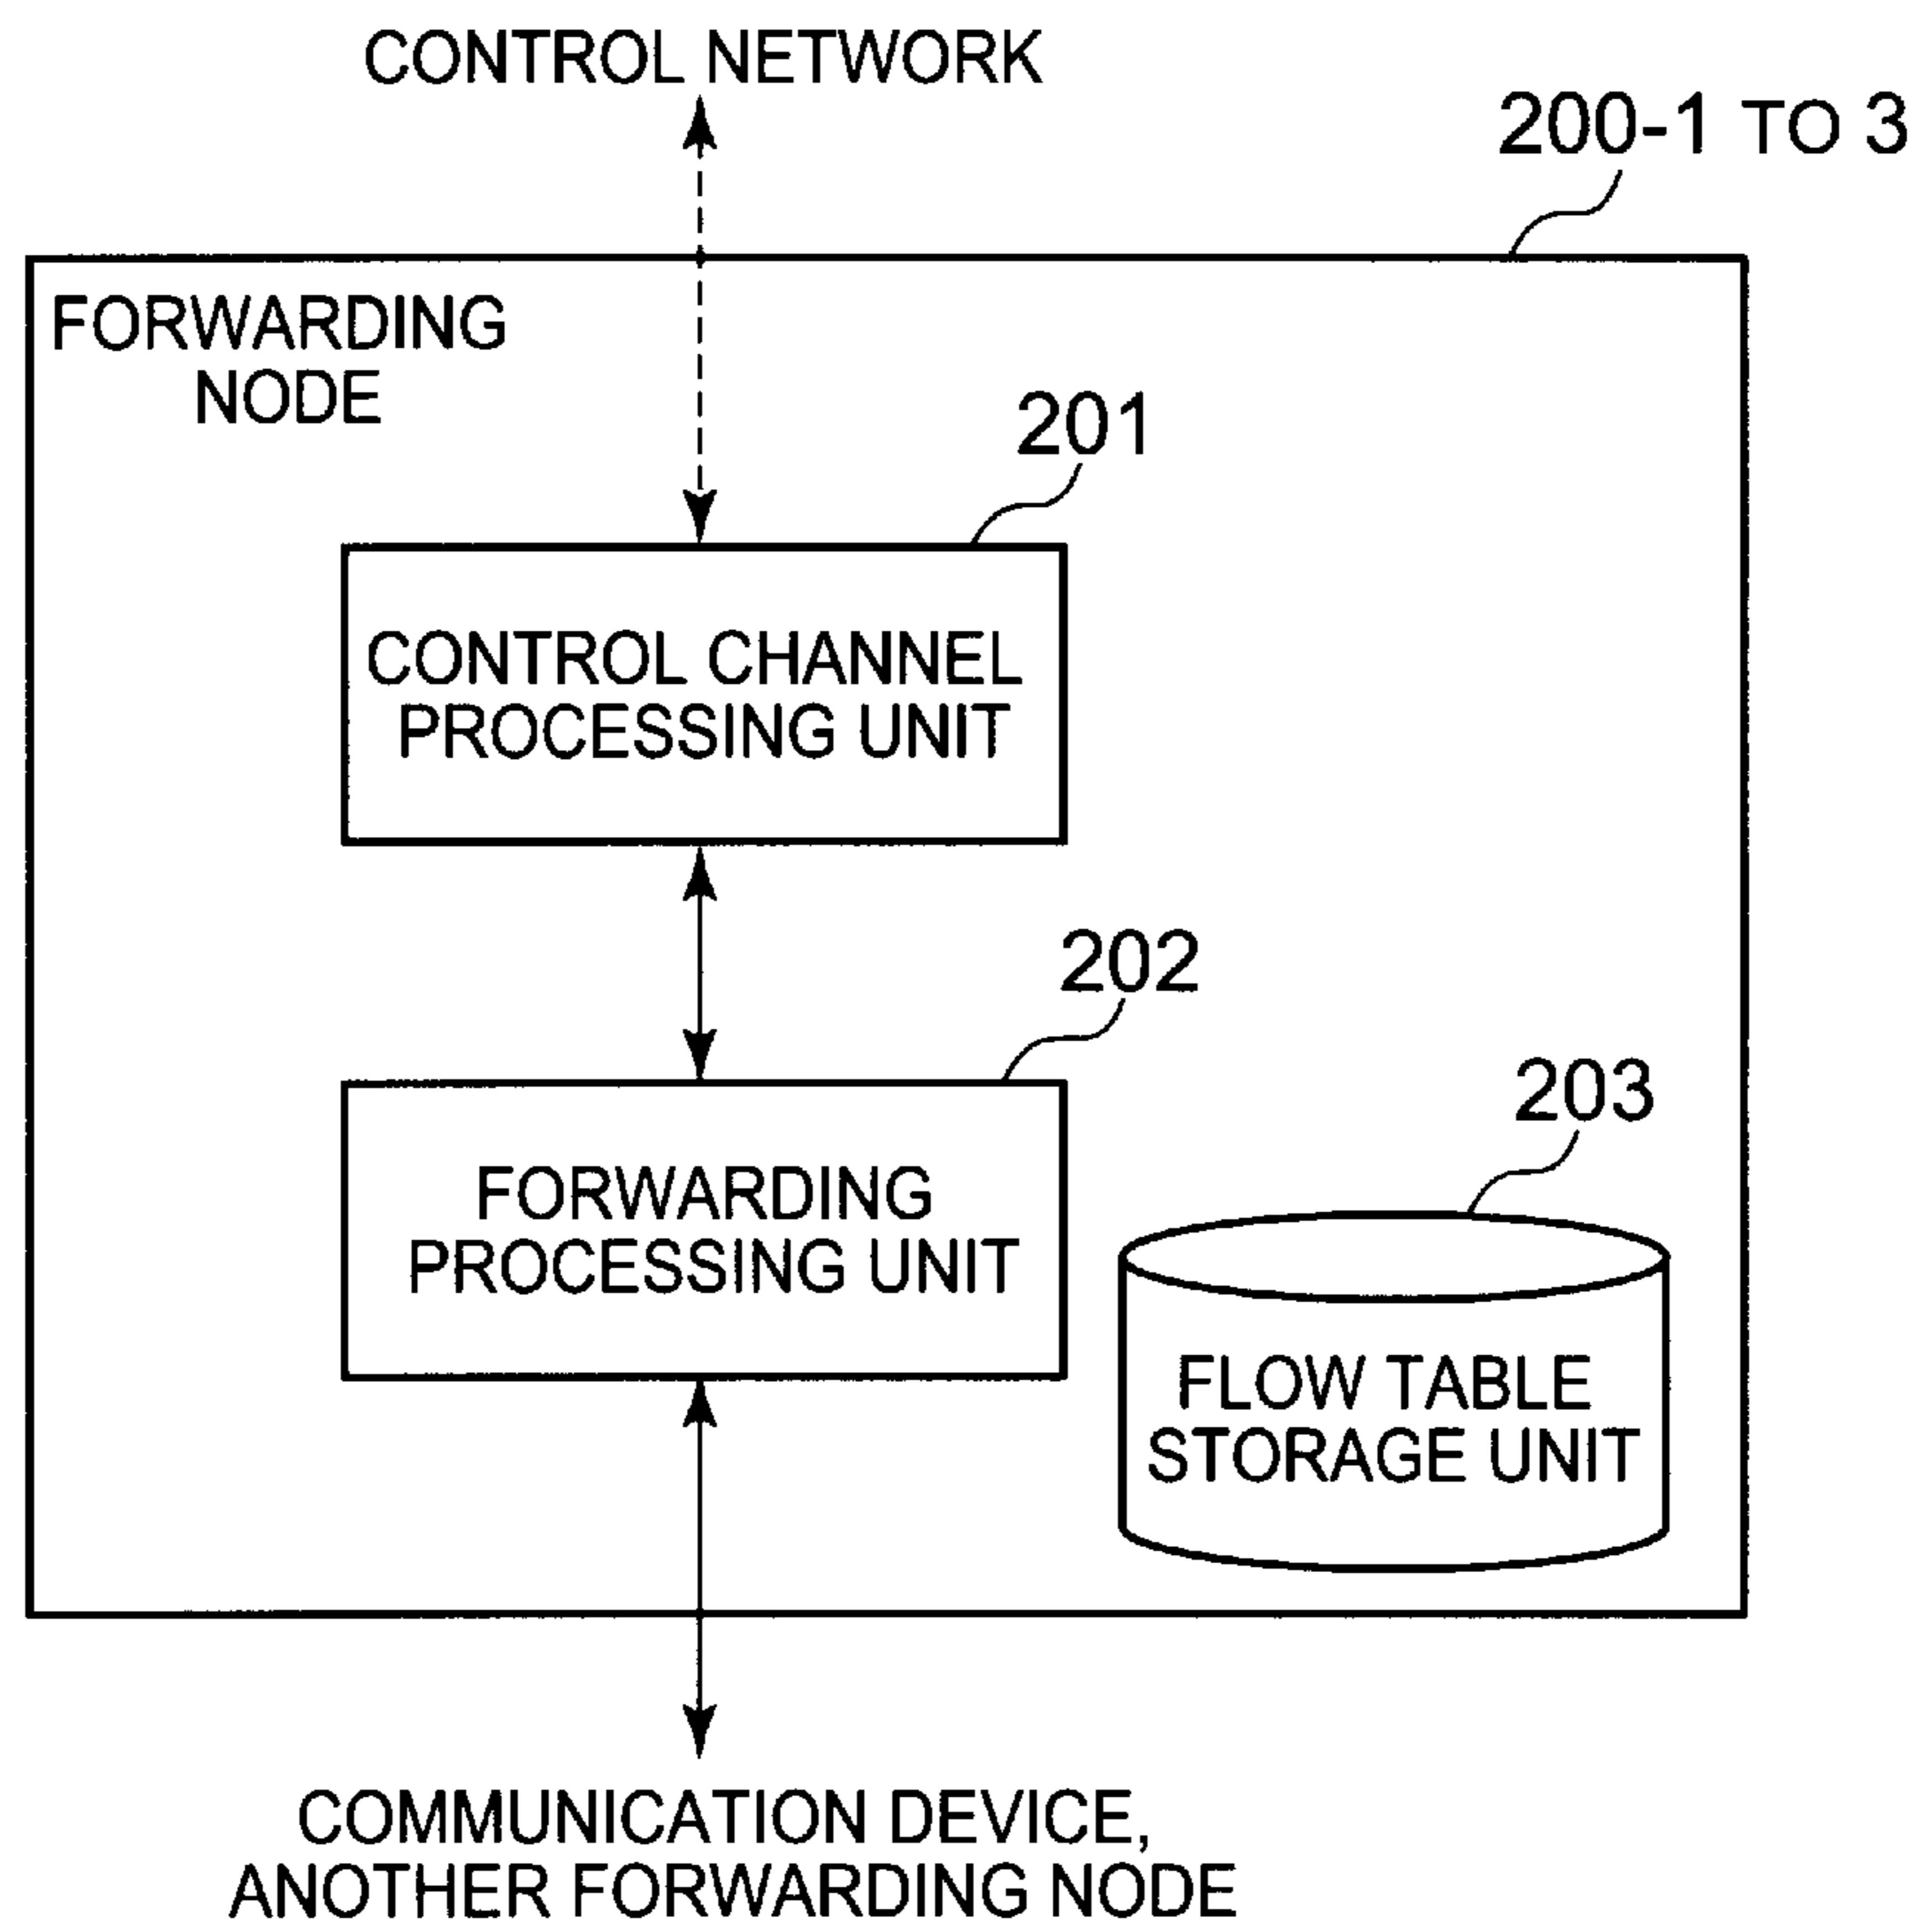 CONTROL NETWORK
200-1 TO 3
FORWARDING
NODE
201
CONTROL CHANNEL
PROCESSING UNIT
202
FORWARDING
PROCESSING UNIT
203
FLOW TABLE
STORAGE UNIT
COMMUNICATION DEVICE,
ANOTHER FORWARDING NODE